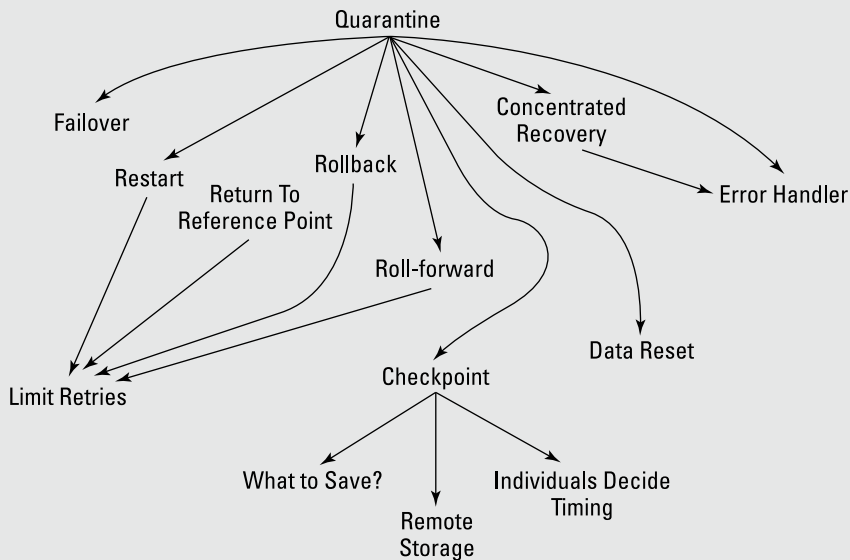 Quarantine
Failover
Concentrated
Recovery
Restart
Rollback
Error Handler
Return To
Reference Point
Roll-forward
Data Reset
Limit Retries
Checkpoint
What to Save?
Individuals Decide
Timing
Remote
Storage